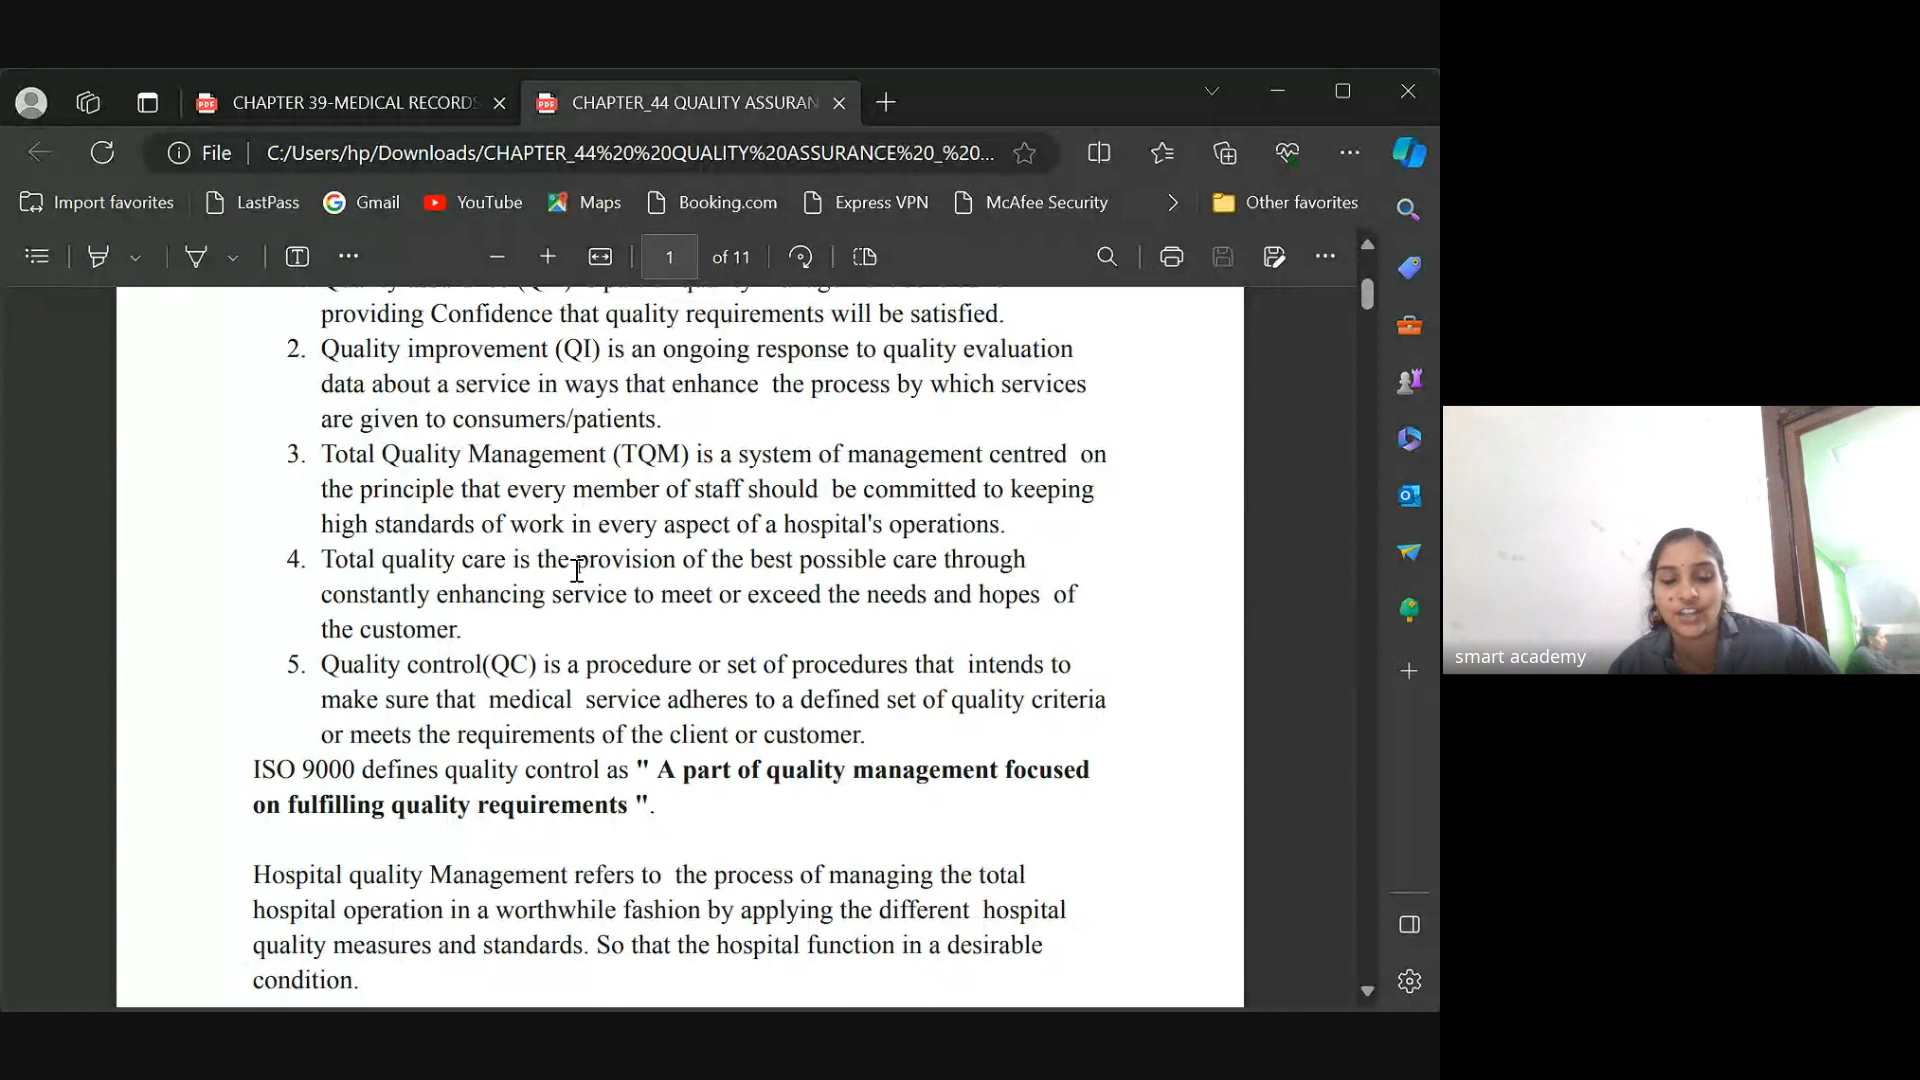 CHAPTER 39-MEDICAL RECORDS
CHAPTER_44 QUALITY ASSURAN
File
C:/Users/hp/Downloads/CHAPTER_44%20%20QUALITY%20ASSURANCE%20_%20...
Import favorites
LastPass
Gmail
YouTube
Maps
Booking.com
Express VPN
McAfee Security
Other favorites
1 of 11
providing Confidence that quality requirements will be satisfied.
2. Quality improvement (QI) is an ongoing response to quality evaluation
data about a service in ways that enhance the process by which services
are given to consumers/patients.
3. Total Quality Management (TQM) is a system of management centred on
the principle that every member of staff should be committed to keeping
high standards of work in every aspect of a hospital's operations.
4. Total quality care is the provision of the best possible care through
constantly enhancing service to meet or exceed the needs and hopes of
the customer.
5. Quality control(QC) is a procedure or set of procedures that intends to
make sure that medical service adheres to a defined set of quality criteria
or meets the requirements of the client or customer.
ISO 9000 defines quality control as " A part of quality management focused
on fulfilling quality requirements ".
Hospital quality Management refers to the process of managing the total
hospital operation in a worthwhile fashion by applying the different hospital
quality measures and standards. So that the hospital function in a desirable
condition.
smart academy